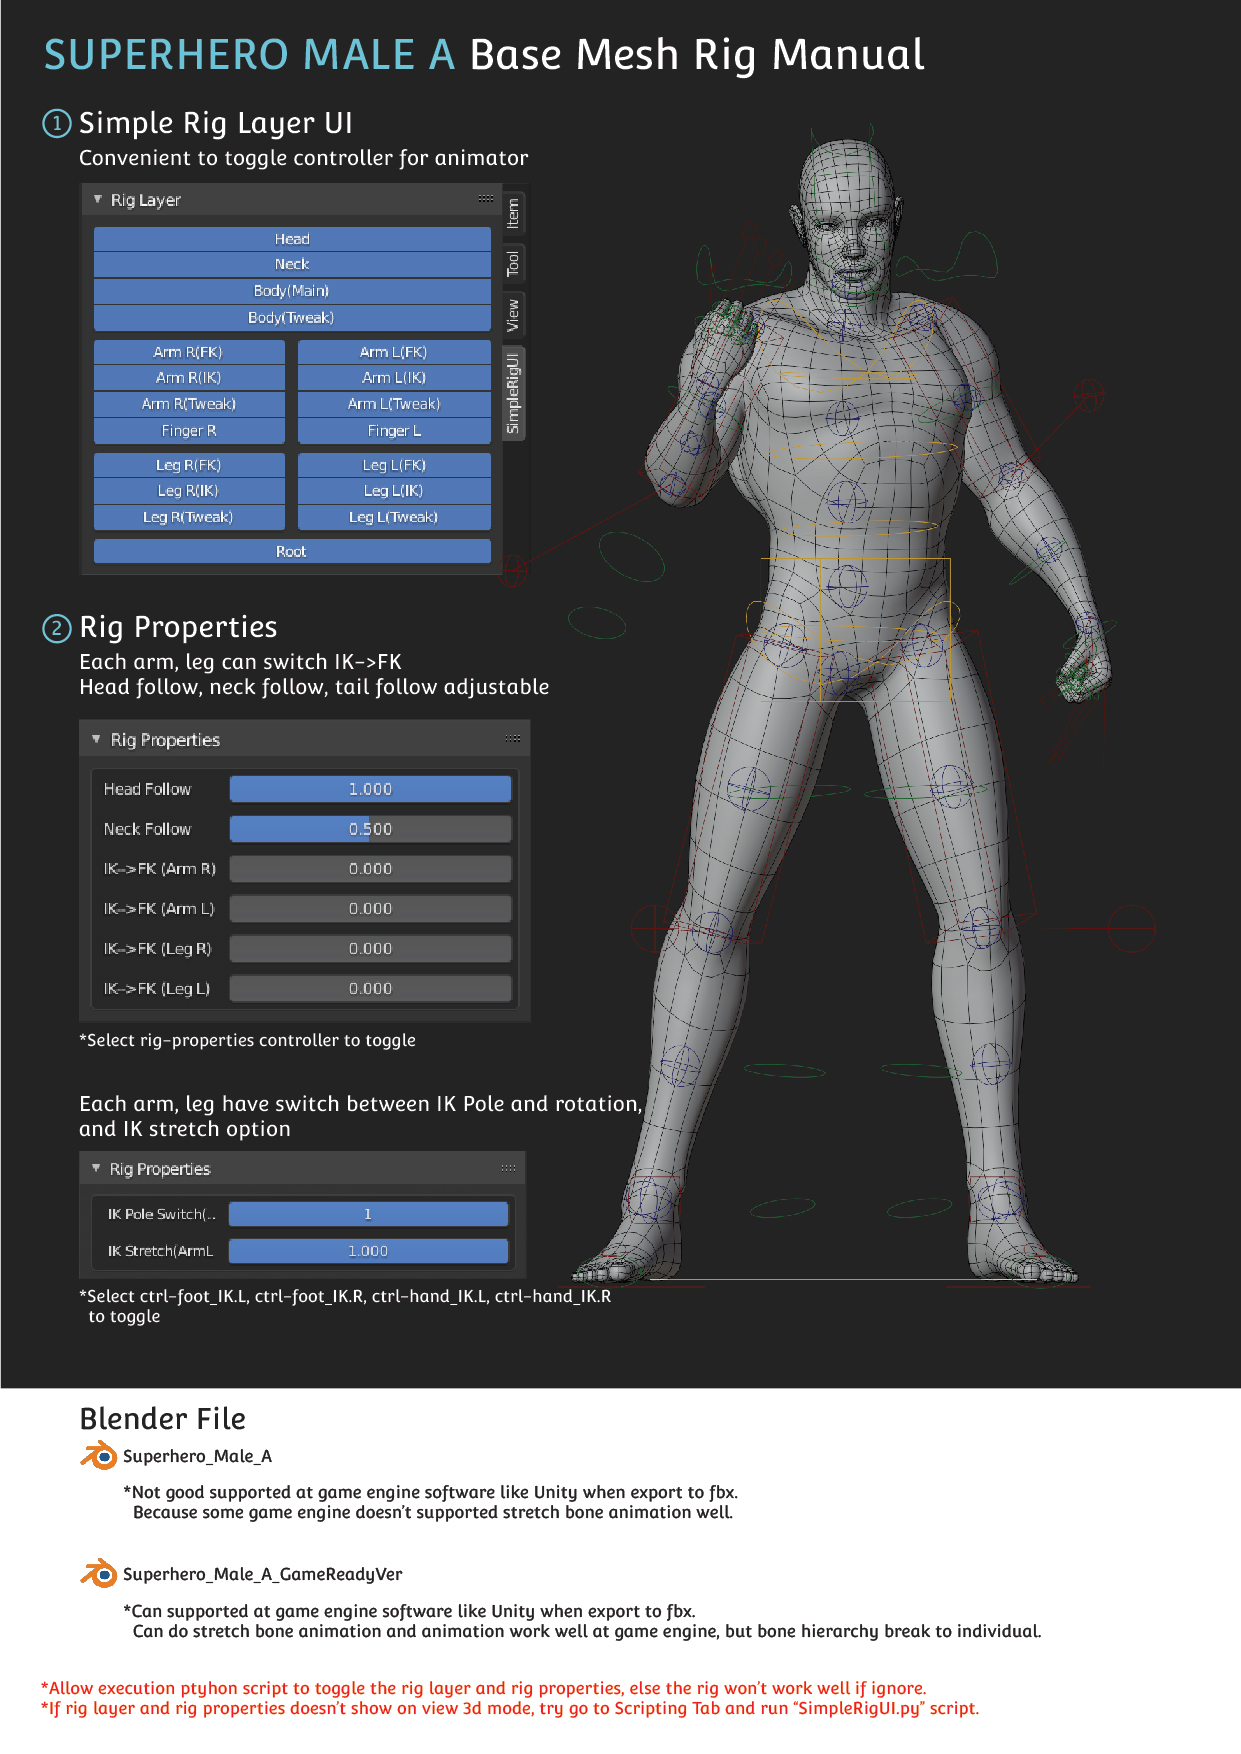 SUPERHERO MALE A Base Mesh Rig Manual
1 Simple Rig Layer UI
Convenient to toggle controller for animator
Rig Layer
Head
Neck
Body(Main)
Body(Tweak)
Arm R(FK) Arm L(FK)
Arm R(IK) Arm L(IK)
Arm R(Tweak) Arm L(Tweak)
Finger R Finger L
Leg R(FK) Leg L(FK)
Leg R(IK) Leg L(IK)
Leg R(Tweak) Leg L(Tweak)
Root
Item
Tool
View
SimpleRigUI
2 Rig Properties
Each arm, leg can switch IK->FK
Head follow, neck follow, tail follow adjustable
Rig Properties
Head Follow 1.000
Neck Follow 0.500
IK->FK (Arm R) 0.000
IK->FK (Arm L) 0.000
IK->FK (Leg R) 0.000
IK->FK (Leg L) 0.000
*Select rig-properties controller to toggle
Each arm, leg have switch between IK Pole and rotation,
and IK stretch option
Rig Properties
IK Pole Switch(.. 1
IK Stretch(ArmL 1.000
*Select ctrl-foot_IK.L, ctrl-foot_IK.R, ctrl-hand_IK.L, ctrl-hand_IK.R
to toggle
Blender File
Superhero_Male_A
*Not good supported at game engine software like Unity when export to fbx.
Because some game engine doesn't supported stretch bone animation well.
Superhero_Male_A_GameReadyVer
*Can supported at game engine software like Unity when export to fbx.
Can do stretch bone animation and animation work well at game engine, but bone hierarchy break to individual.
*Allow execution ptyhon script to toggle the rig layer and rig properties, else the rig won't work well if ignore.
*If rig layer and rig properties doesn't show on view 3d mode, try go to Scripting Tab and run “SimpleRigUI.py” script.